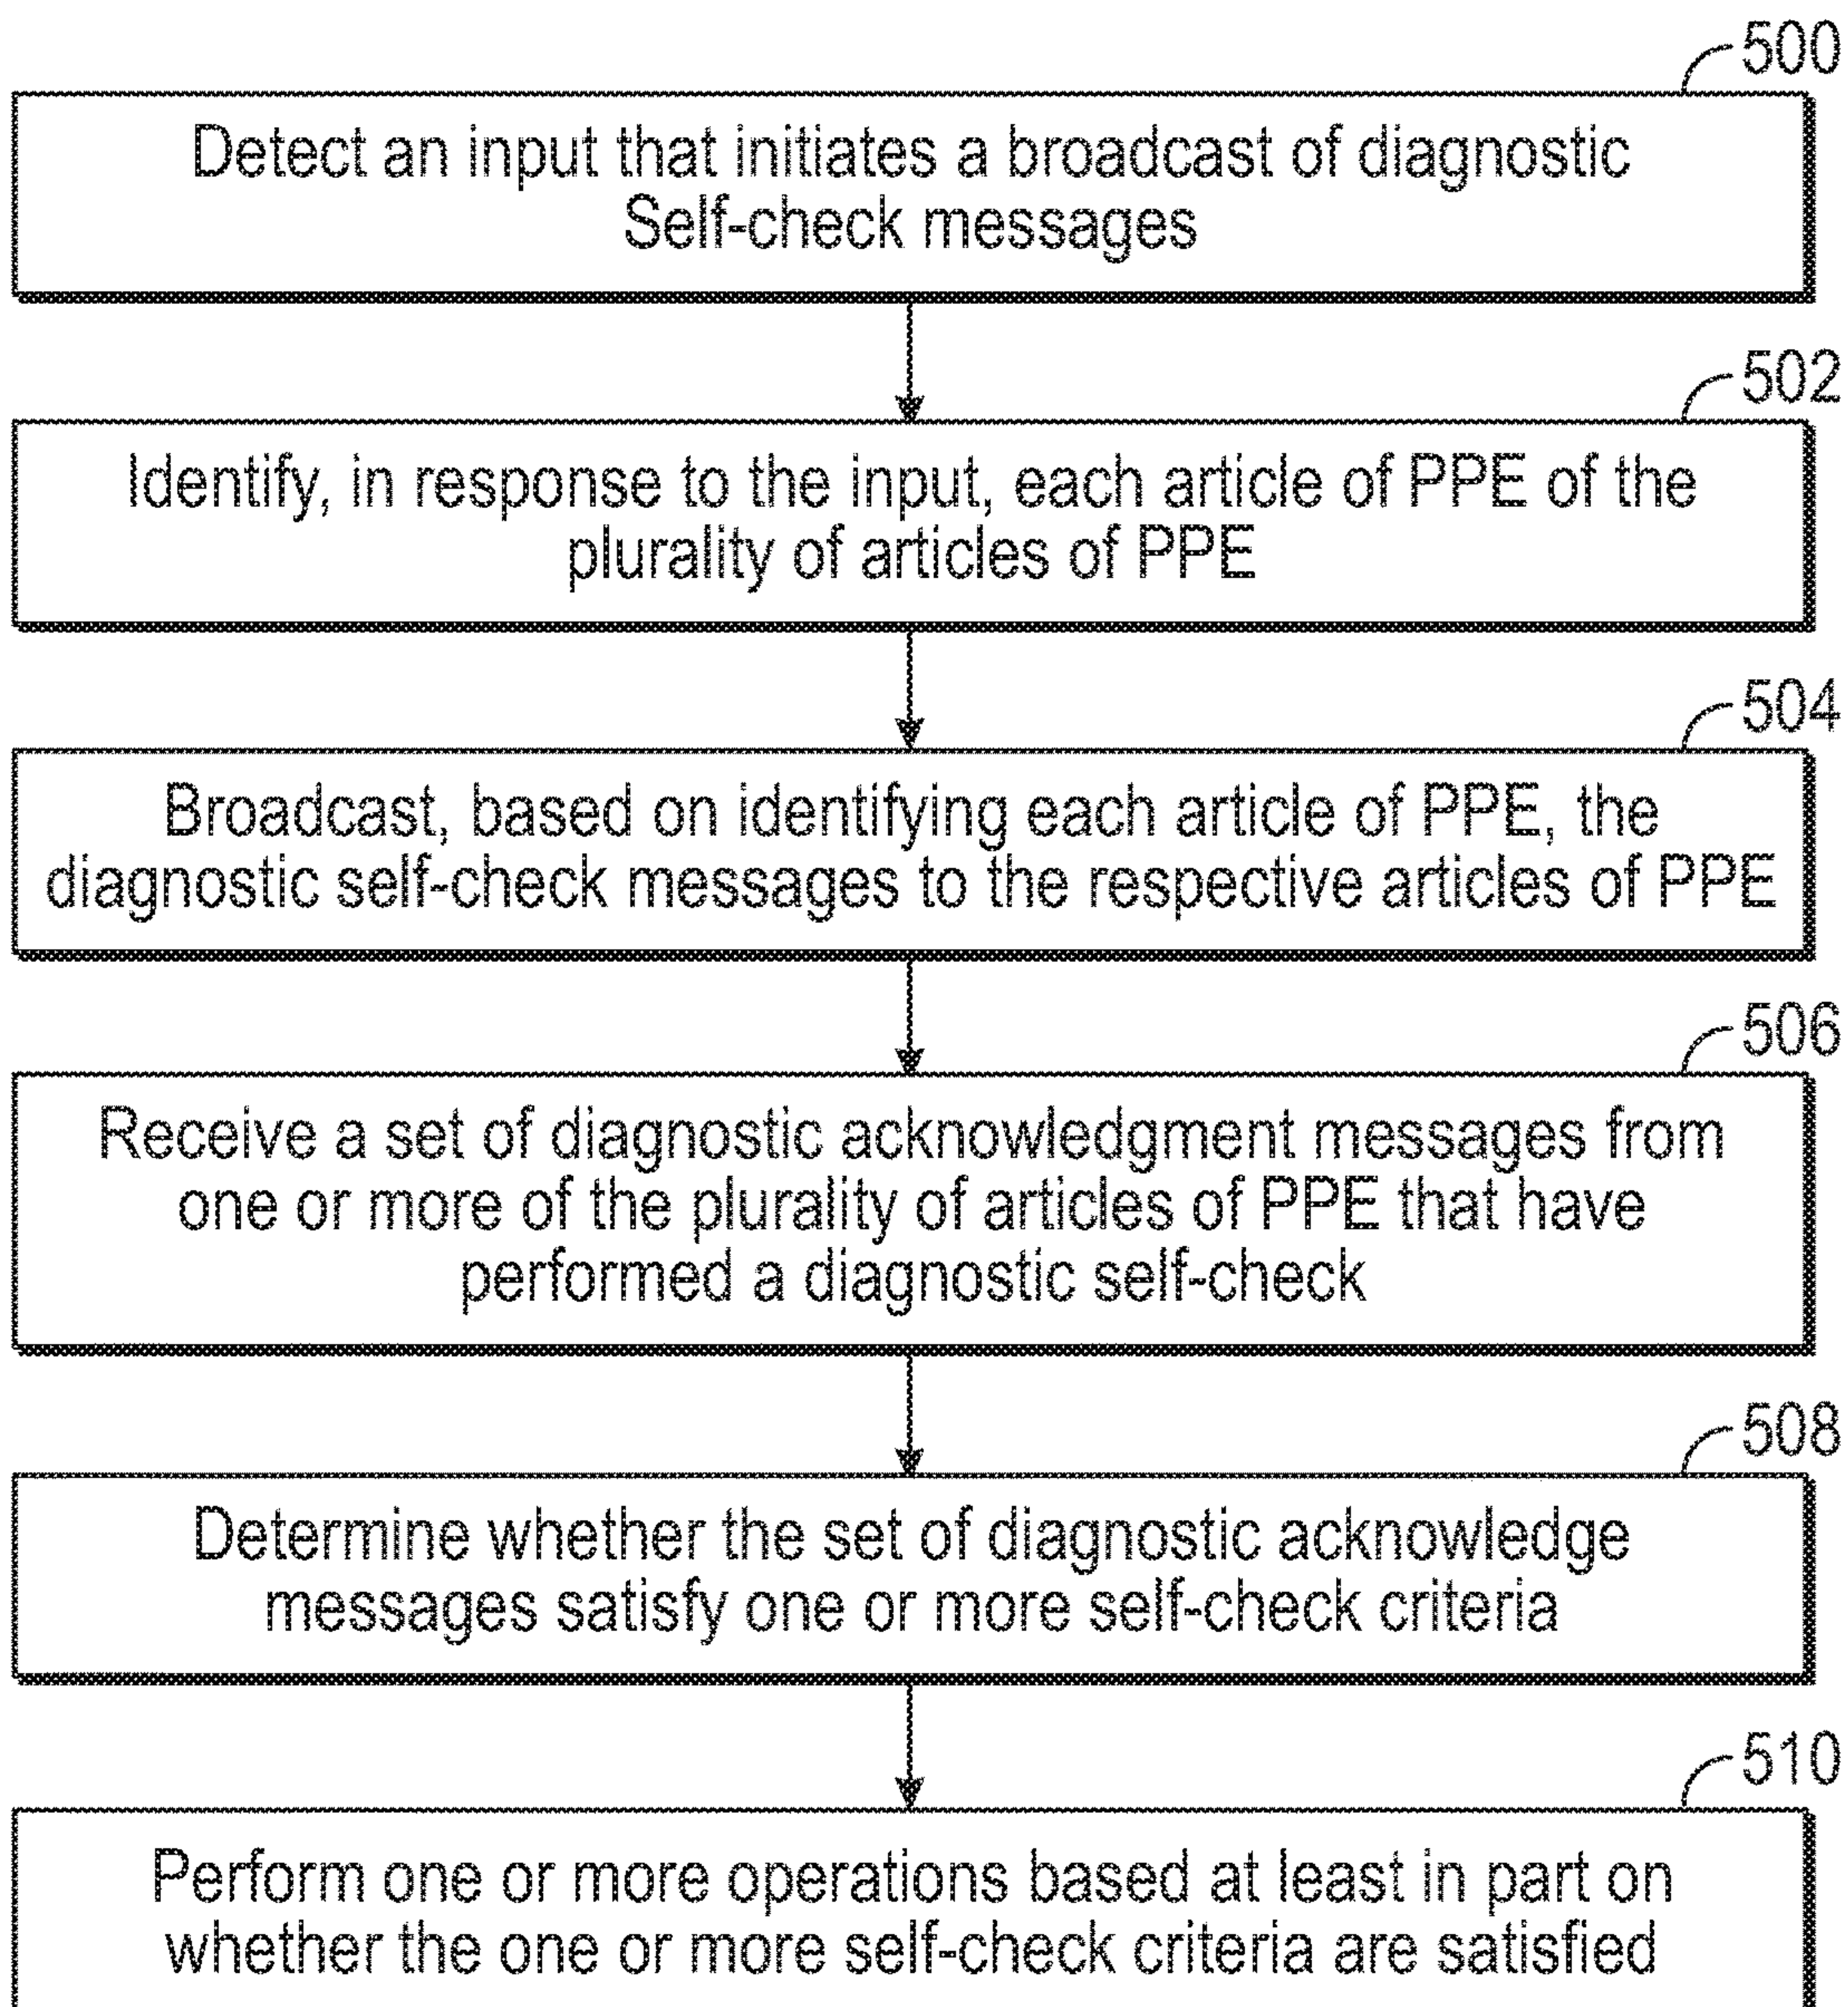 500
Detect an input that initiates a broadcast of diagnostic
Self-check messages
502
Identify, in response to the input, each article of PPE of the
plurality of articles of PPE
504
Broadcast, based on identifying each article of PPE, the
diagnostic self-check messages to the respective articles of PPE
506
Receive a set of diagnostic acknowledgment messages from
one or more of the plurality of articles of PPE that have
performed a diagnostic self-check
508
Determine whether the set of diagnostic acknowledge
messages satisfy one or more self-check criteria
510
Perform one or more operations based at least in part on
whether the one or more self-check criteria are satisfied